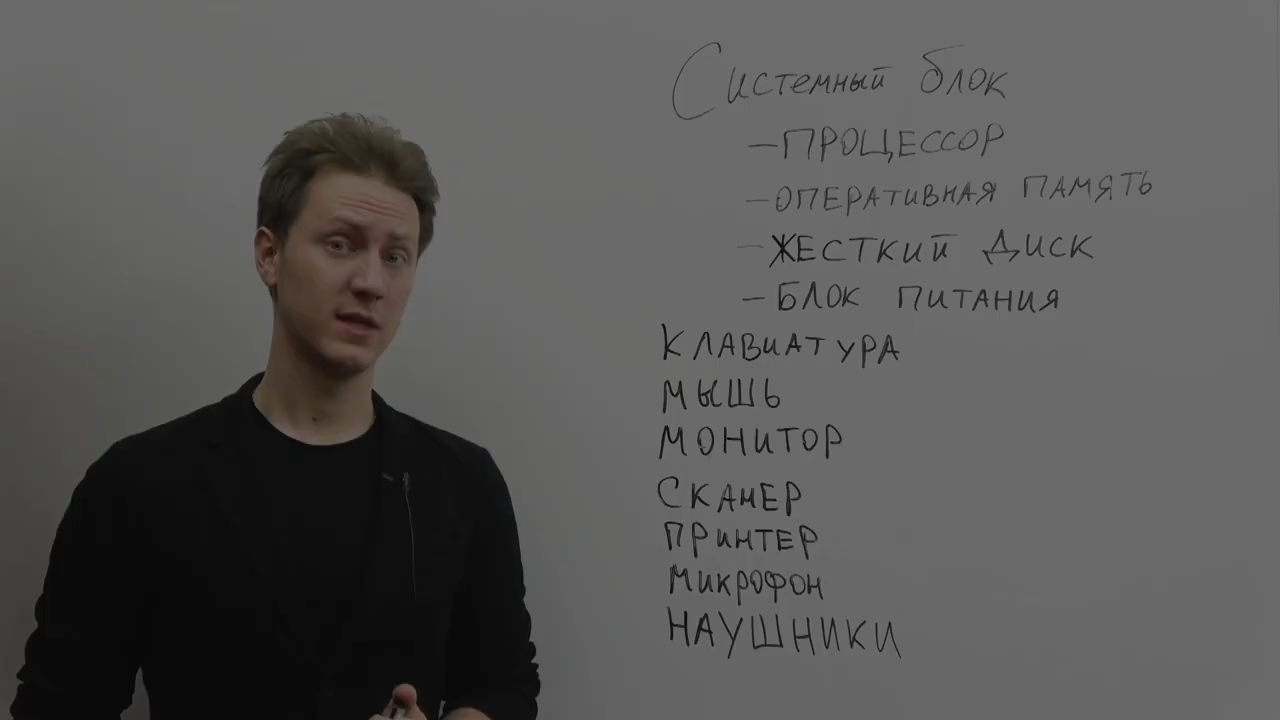 Системный блок
– ПРОЦЕССОР
– ОПЕРАТИВНАЯ ПАМЯТЬ
– ЖЕСТКИЙ ДИСК
– БЛОК ПИТАНИЯ
КЛАВИАТУРА
МЫШЬ
МОНИТОР
СКАНЕР
ПРИНТЕР
МИКРОФОН
НАУШНИКИ